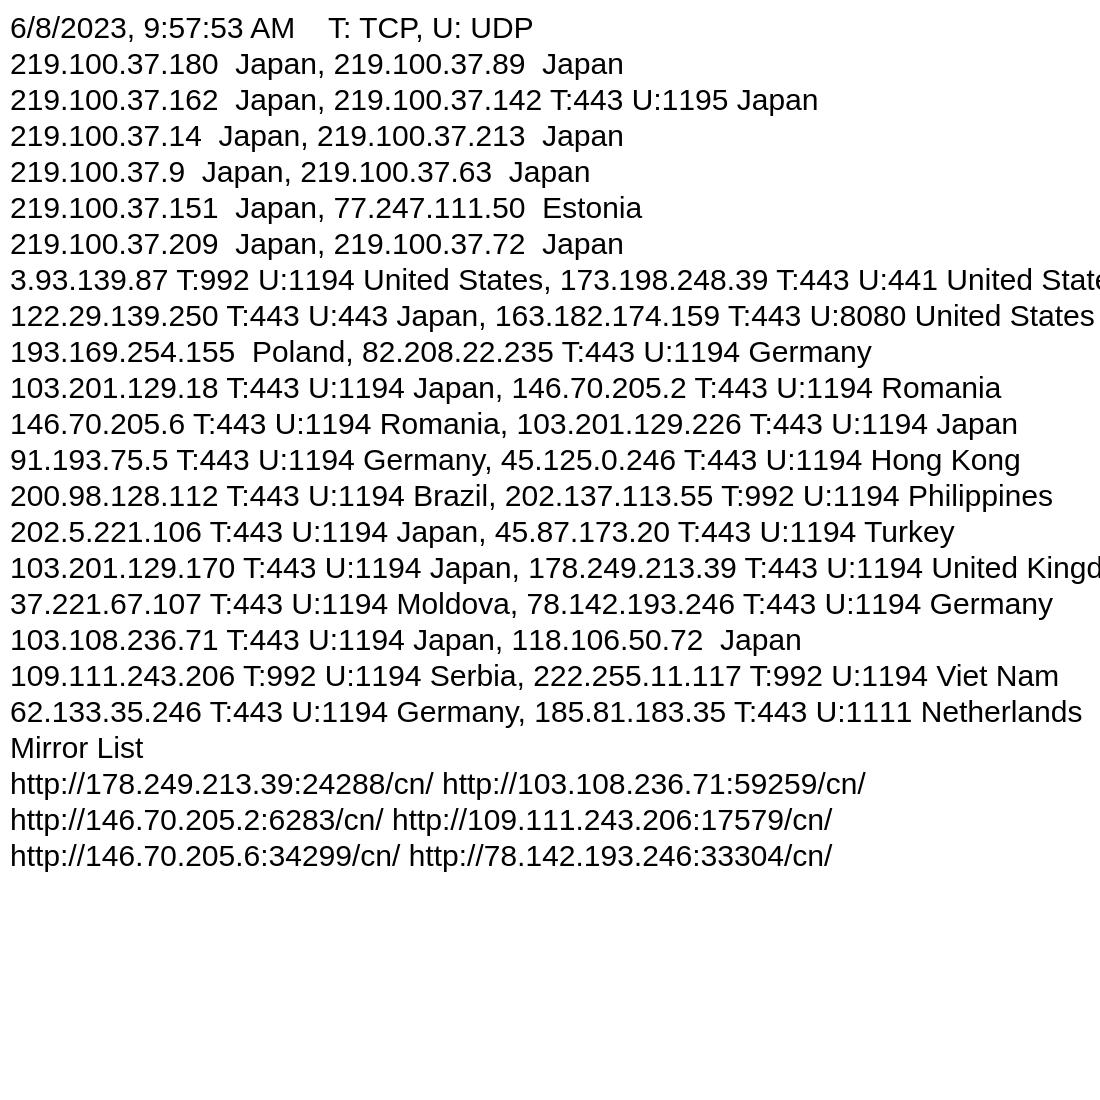 6/8/2023, 9:57:53 AM    T: TCP, U: UDP
219.100.37.180  Japan, 219.100.37.89  Japan
219.100.37.162  Japan, 219.100.37.142 T:443 U:1195 Japan
219.100.37.14  Japan, 219.100.37.213  Japan
219.100.37.9  Japan, 219.100.37.63  Japan
219.100.37.151  Japan, 77.247.111.50  Estonia
219.100.37.209  Japan, 219.100.37.72  Japan
3.93.139.87 T:992 U:1194 United States, 173.198.248.39 T:443 U:441 United State
122.29.139.250 T:443 U:443 Japan, 163.182.174.159 T:443 U:8080 United States
193.169.254.155  Poland, 82.208.22.235 T:443 U:1194 Germany
103.201.129.18 T:443 U:1194 Japan, 146.70.205.2 T:443 U:1194 Romania
146.70.205.6 T:443 U:1194 Romania, 103.201.129.226 T:443 U:1194 Japan
91.193.75.5 T:443 U:1194 Germany, 45.125.0.246 T:443 U:1194 Hong Kong
200.98.128.112 T:443 U:1194 Brazil, 202.137.113.55 T:992 U:1194 Philippines
202.5.221.106 T:443 U:1194 Japan, 45.87.173.20 T:443 U:1194 Turkey
103.201.129.170 T:443 U:1194 Japan, 178.249.213.39 T:443 U:1194 United Kingd
37.221.67.107 T:443 U:1194 Moldova, 78.142.193.246 T:443 U:1194 Germany
103.108.236.71 T:443 U:1194 Japan, 118.106.50.72  Japan
109.111.243.206 T:992 U:1194 Serbia, 222.255.11.117 T:992 U:1194 Viet Nam
62.133.35.246 T:443 U:1194 Germany, 185.81.183.35 T:443 U:1111 Netherlands
Mirror List
http://178.249.213.39:24288/cn/ http://103.108.236.71:59259/cn/
http://146.70.205.2:6283/cn/ http://109.111.243.206:17579/cn/
http://146.70.205.6:34299/cn/ http://78.142.193.246:33304/cn/